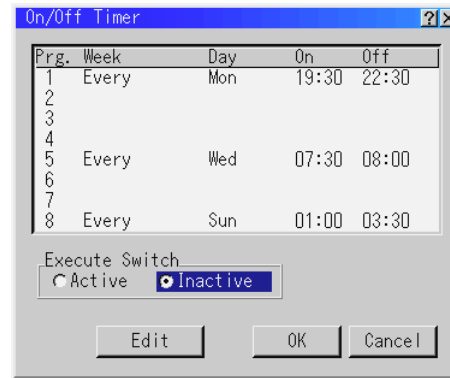 On/Off Timer ? ×
Prg. Week Day On Off
1 Every Mon 19:30 22:30
2
3
4
5 Every Wed 07:30 08:00
6
7
8 Every Sun 01:00 03:30
Execute Switch
Active Inactive
Edit OK Cancel